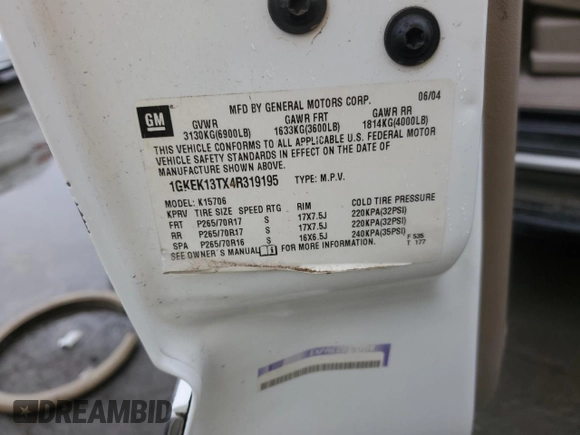 GM
MFD BY GENERAL MOTORS CORP. 06/04
GVWR GAWR FRT GAWR RR
3130KG(6900LB) 1633KG(3600LB) 1814KG(4000LB)
THIS VEHICLE CONFORMS TO ALL APPLICABLE U.S. FEDERAL MOTOR
VEHICLE SAFETY STANDARDS IN EFFECT ON THE DATE OF
MANUFACTURE SHOWN ABOVE.
1GKEK13TX4R319195 TYPE: M.P.V.
MODEL: K15706
KPRV TIRE SIZE SPEED RTG RIM COLD TIRE PRESSURE
FRT P265/70R17 S 17X7.5J 220KPA(32PSI)
RR P265/70R17 S 17X7.5J 220KPA(32PSI)
SPA P265/70R16 S 16X6.5J 240KPA(35PSI)
SEE OWNER'S MANUAL FOR MORE INFORMATION
F 535
T 177
DREAMBID